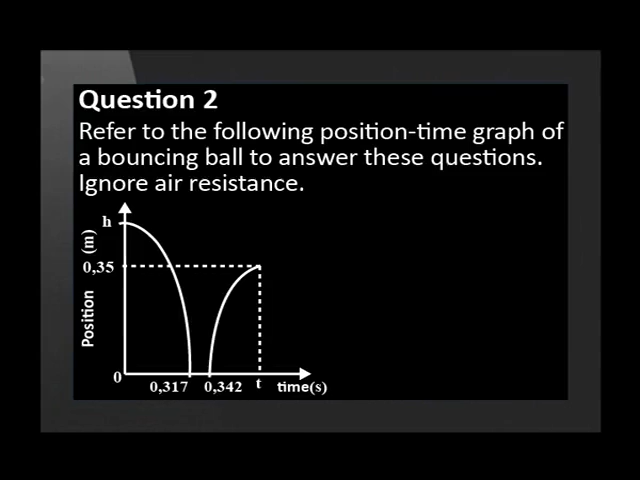 Question 2
Refer to the following position-time graph of
a bouncing ball to answer these questions.
Ignore air resistance.
h
Position (m)
0,35
0
0,317 0,342 t time(s)